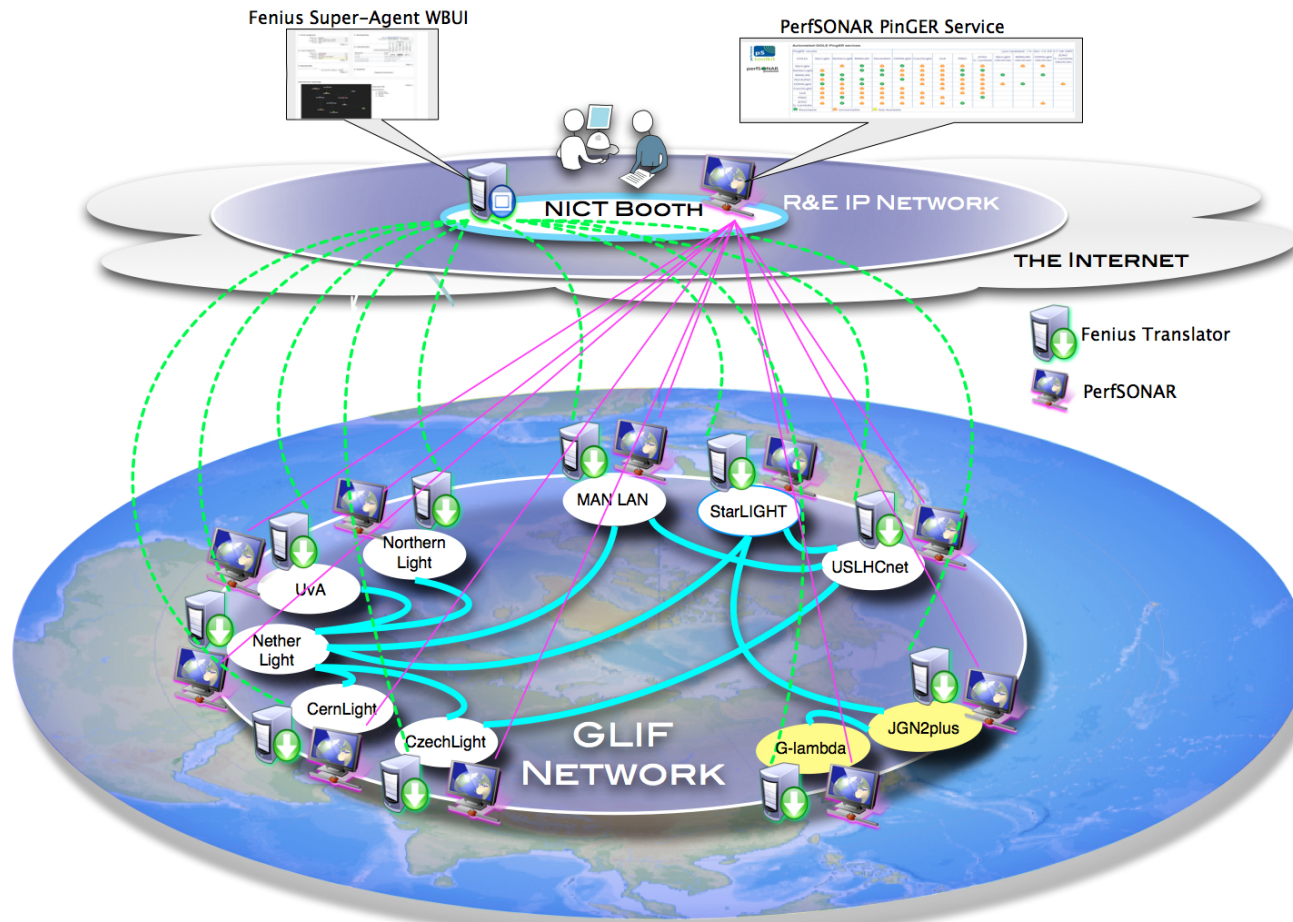 Fenius Super-Agent WBUI
PerfSONAR PinGER Service
NICT Booth
R&E IP Network
the Internet
Fenius Translator
PerfSONAR
MAN LAN
StarLIGHT
USLHCnet
Northern
Light
UvA
Nether
Light
CernLight
CzechLight
GLIF
Network
G-lambda
JGN2plus